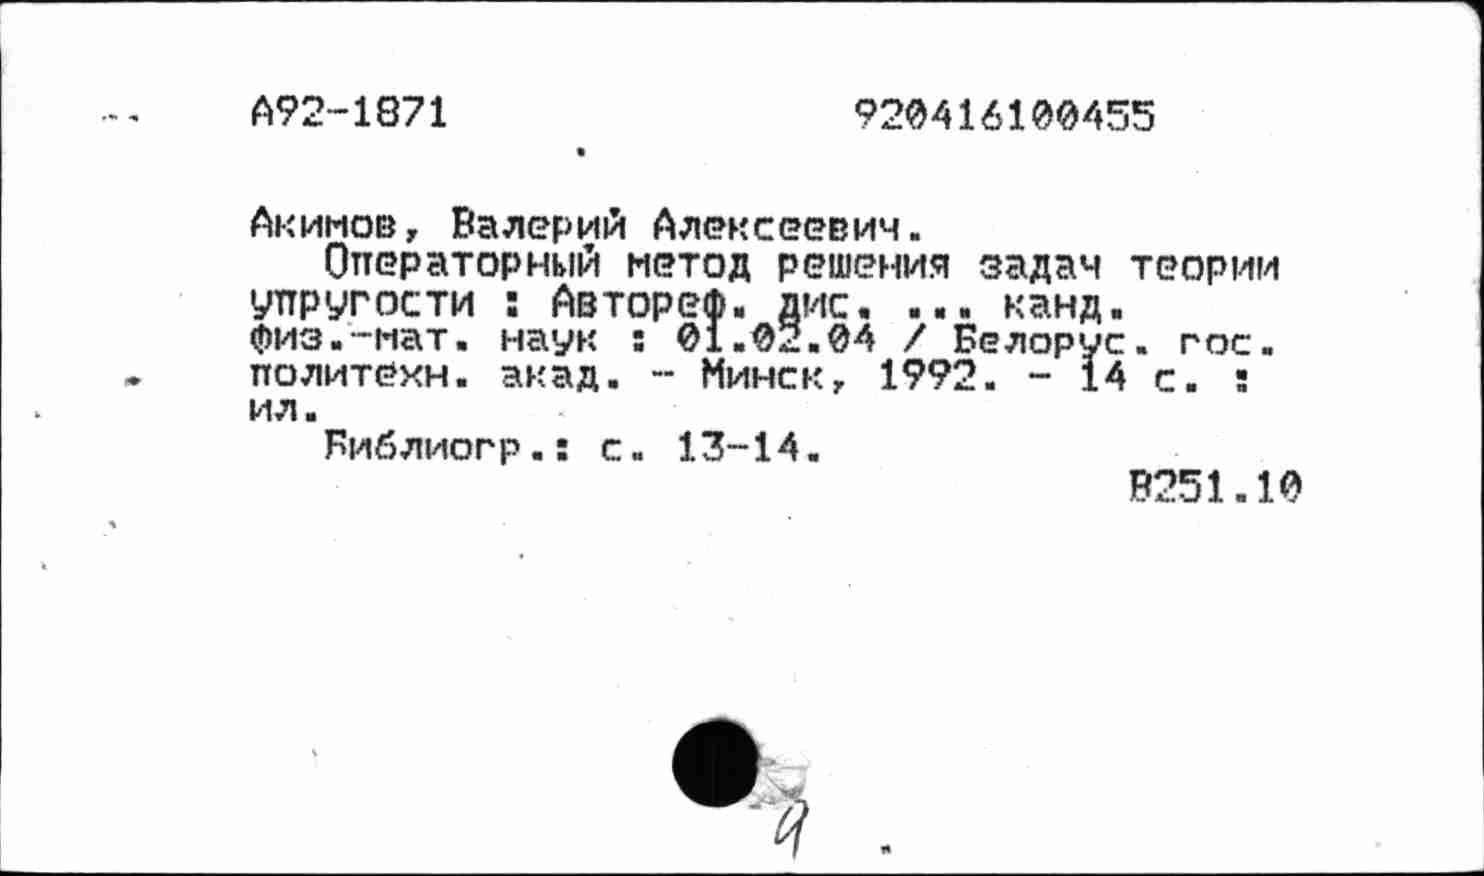 А92-1871 920416100455
Акимов, Валерий Алексеевич.
Операторный метод решения задач теории
упругости : Автореф. дис. ... канд.
физ.-мат. наук : 01.02.04 / Белорус. гос.
политехн. акад. - Минск, 1992. - 14 с. :
ил.
Библиогр.: с. 13-14.
В251.10
9